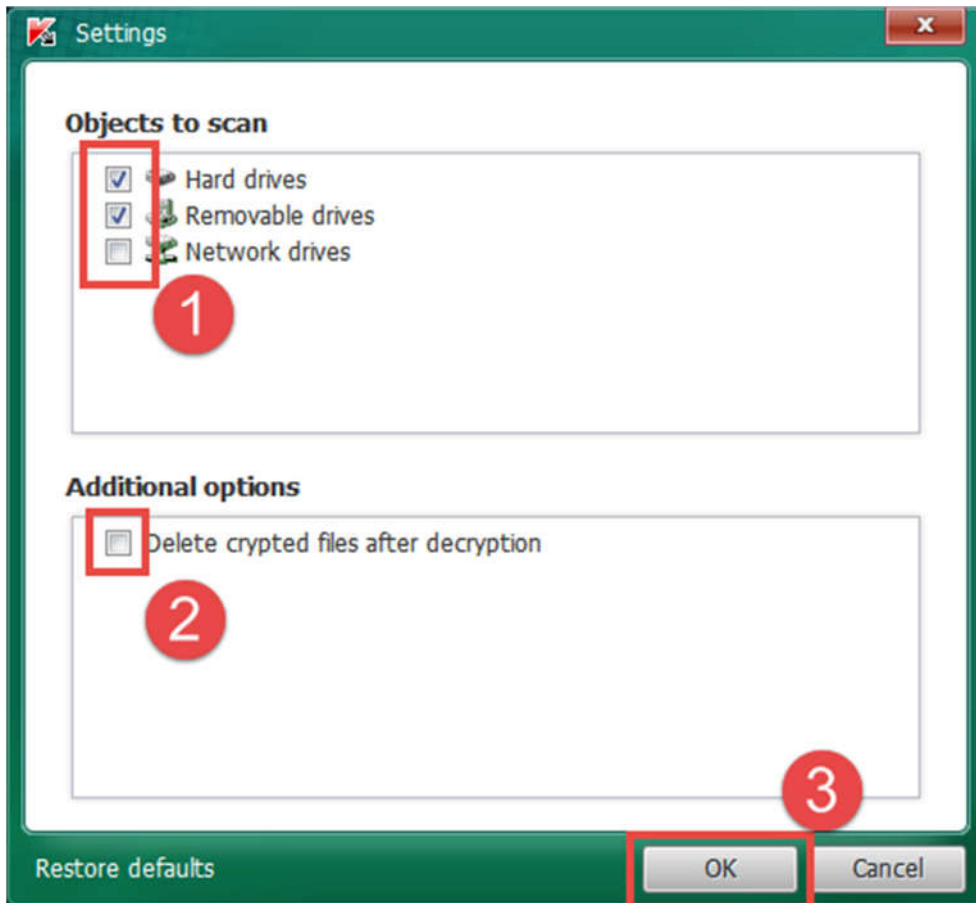 Settings
x
Objects to scan
Hard drives
Removable drives
Network drives
1
Additional options
Delete crypted files after decryption
2
3
Restore defaults
OK
Cancel